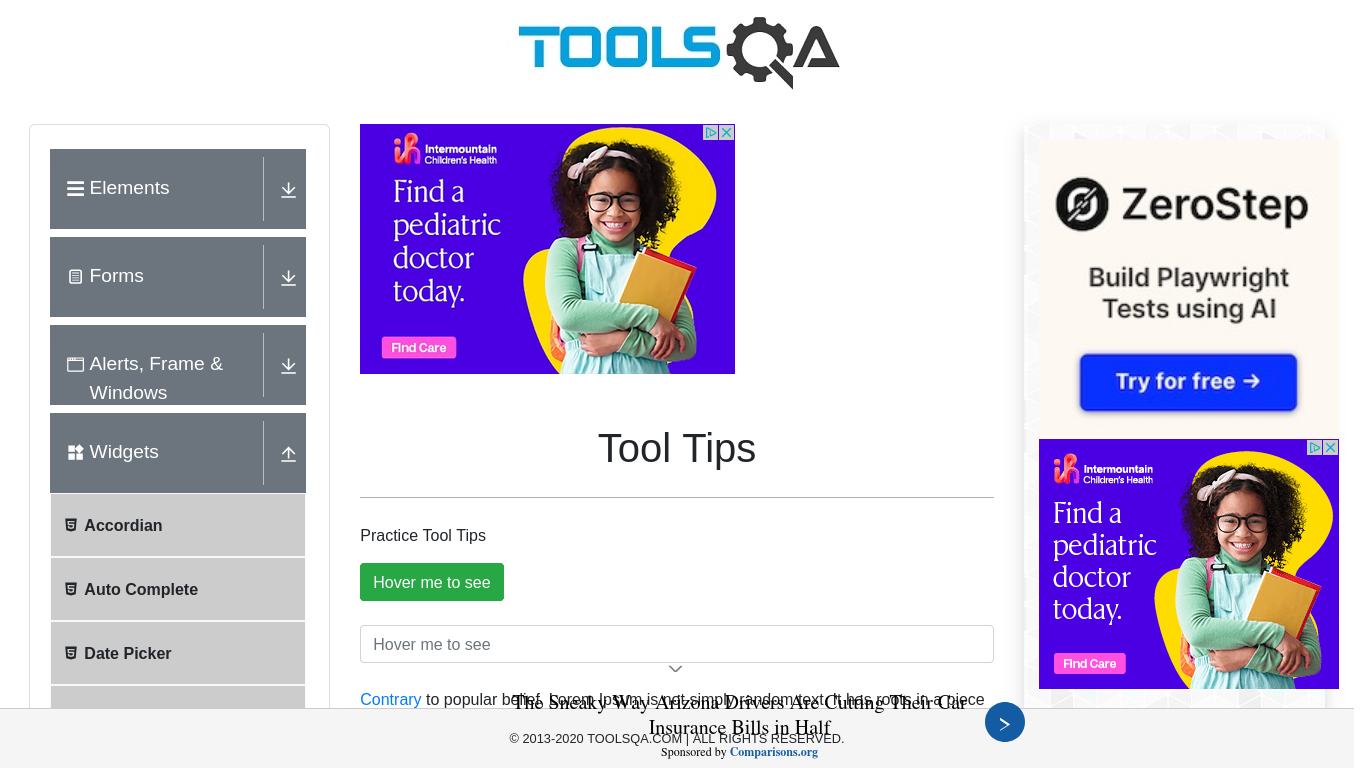 TOOLSQA
Elements
Forms
Alerts, Frame &
Windows
Widgets
Accordian
Auto Complete
Date Picker
Intermountain
Children's Health
Find a
pediatric
doctor
today.
Find Care
Tool Tips
Practice Tool Tips
Hover me to see
Hover me to see
Contrary to popular belief, Lorem Ipsum is not simply random text. It has roots in a piece
The Sneaky Way Arizona Drivers Are Cutting Their Car
Insurance Bills in Half
Sponsored by Comparisons.org
© 2013-2020 TOOLSQA.COM | ALL RIGHTS RESERVED.
ZeroStep
Build Playwright
Tests using AI
Try for free →
Intermountain
Children's Health
Find a
pediatric
doctor
today.
Find Care